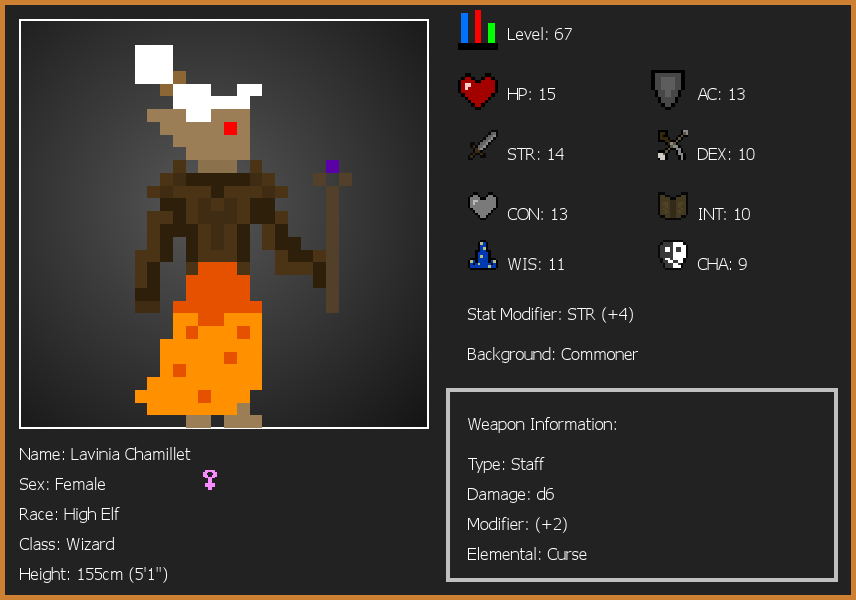 Level: 67
HP: 15
AC: 13
STR: 14
DEX: 10
CON: 13
INT: 10
WIS: 11
CHA: 9
Stat Modifier: STR (+4)
Background: Commoner
Weapon Information:
Type: Staff
Damage: d6
Modifier: (+2)
Elemental: Curse
Name: Lavinia Chamillet
Sex: Female
Race: High Elf
Class: Wizard
Height: 155cm (5'1")